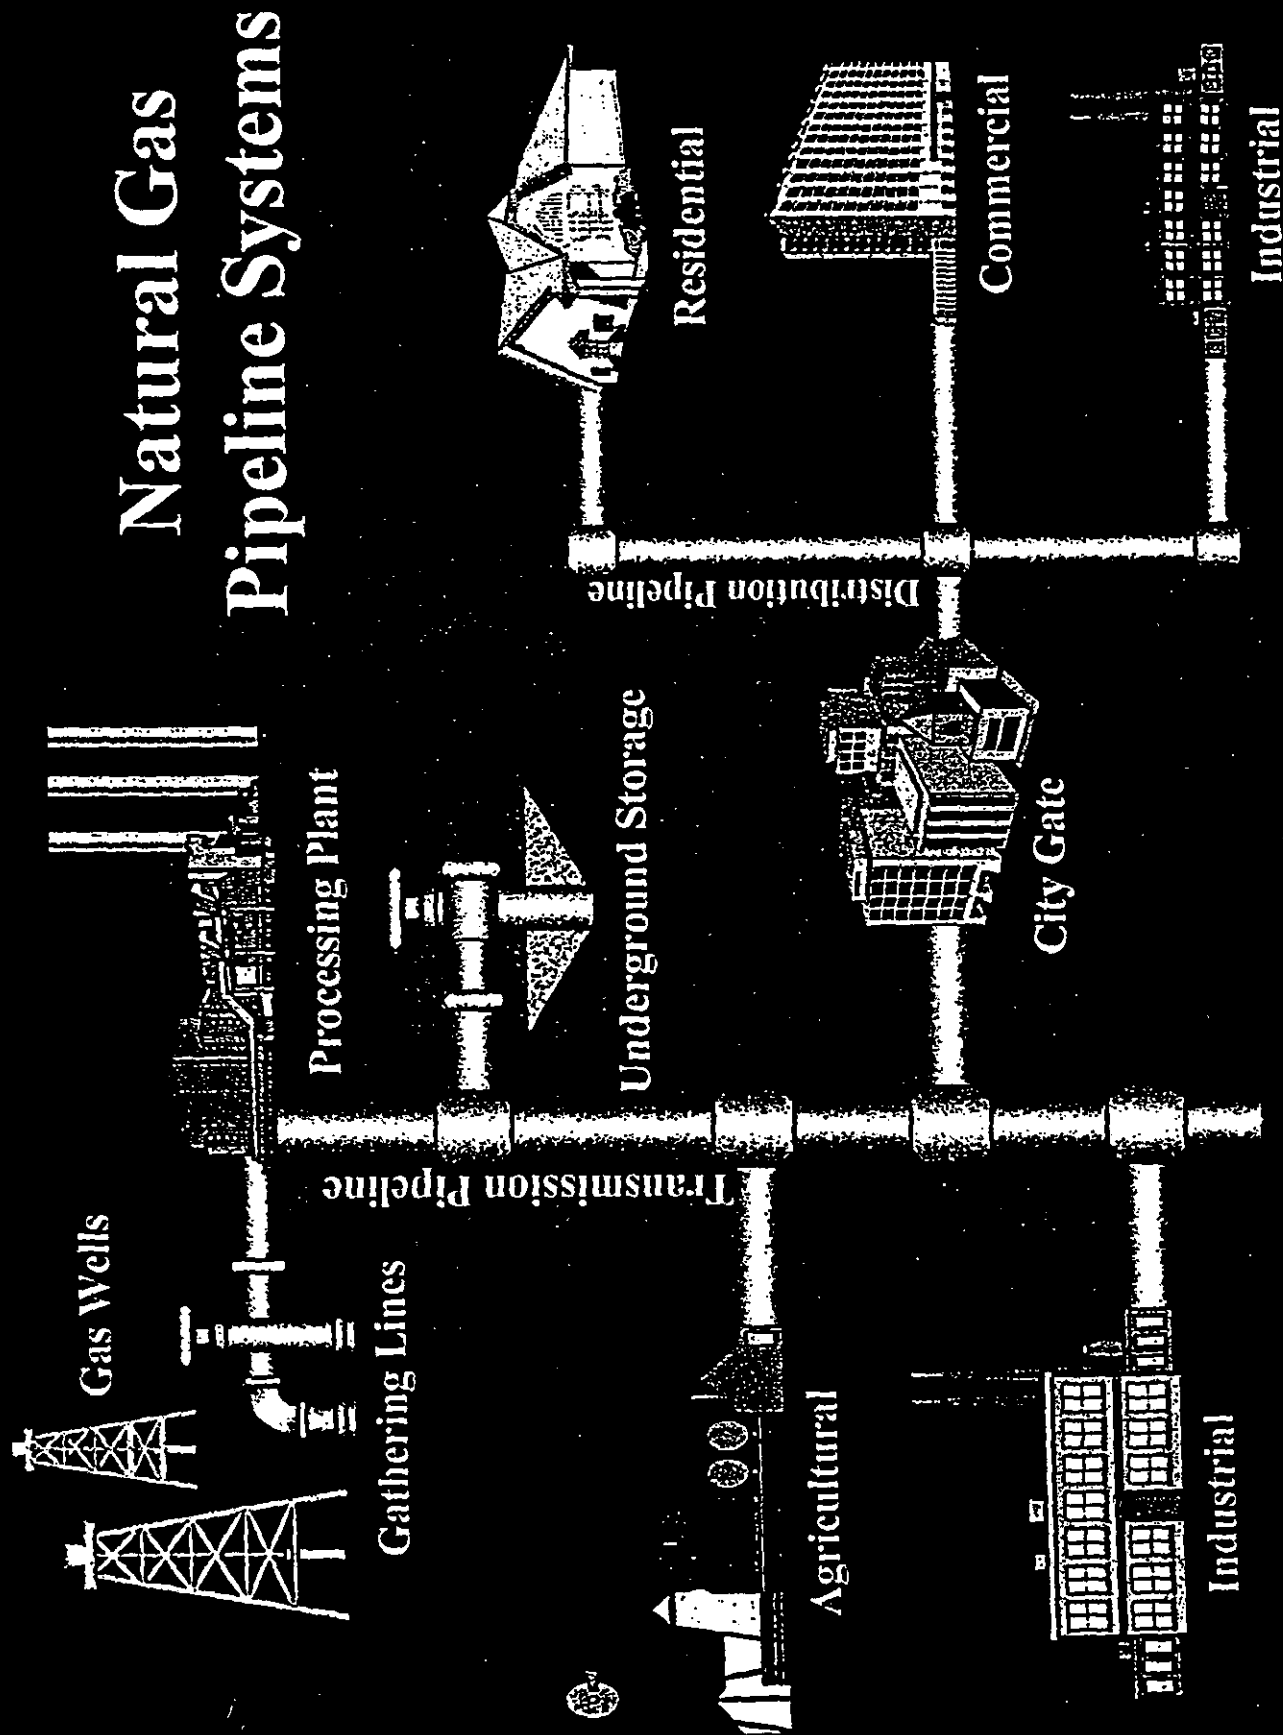 Natural Gas
Pipeline Systems
Gas Wells
Gathering Lines
Processing Plant
Transmission Pipeline
Underground Storage
Agricultural
Industrial
City Gate
Distribution Pipeline
Residential
Commercial
Industrial